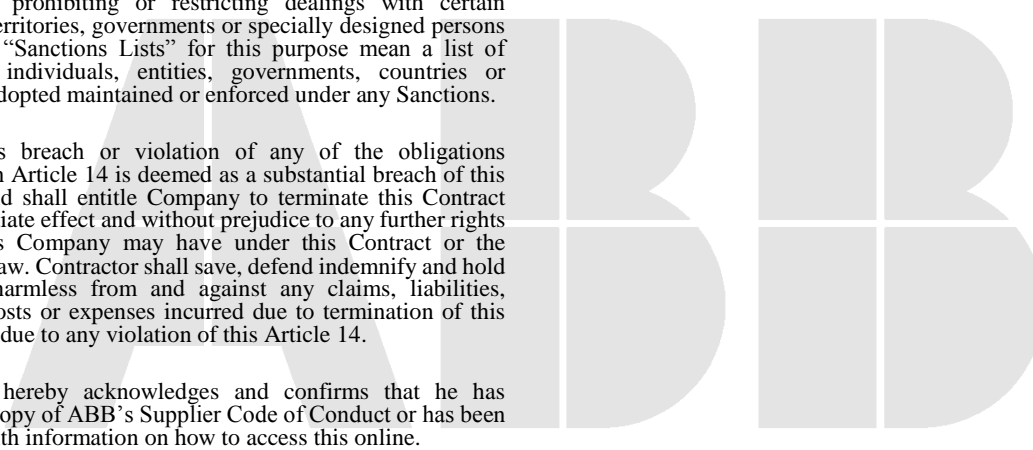 prohibiting or restricting dealings with certain
territories, governments or specially designed persons
"Sanctions Lists" for this purpose mean a list of
individuals, entities, governments, countries or
adopted maintained or enforced under any Sanctions.
breach or violation of any of the obligations
Article 14 is deemed as a substantial breach of this
shall entitle Company to terminate this Contract
effect and without prejudice to any further rights
Company may have under this Contract or the
law. Contractor shall save, defend indemnify and hold
harmless from and against any claims, liabilities,
costs or expenses incurred due to termination of this
due to any violation of this Article 14.
hereby acknowledges and confirms that he has
copy of ABB's Supplier Code of Conduct or has been
information on how to access this online.
ABB